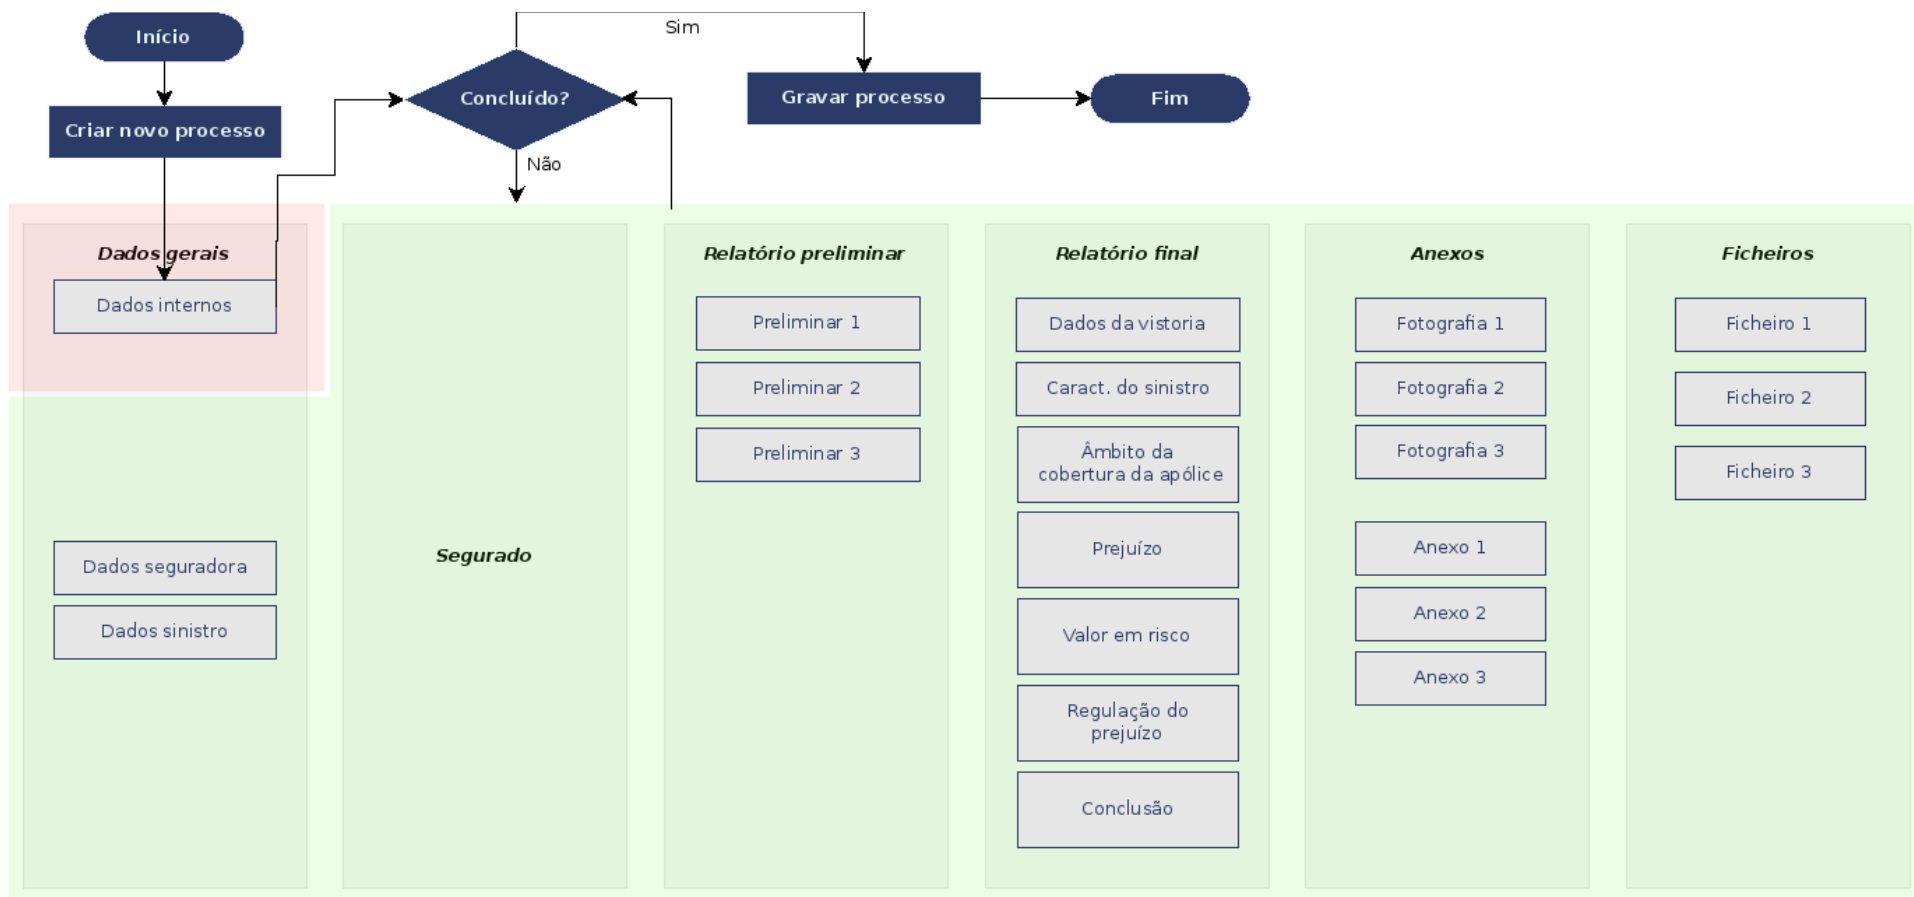 Início
Sim
Concluído?
Gravar processo
Fim
Criar novo processo
Não
Dados gerais
Dados internos
Dados seguradora
Dados sinistro
Segurado
Relatório preliminar
Preliminar 1
Preliminar 2
Preliminar 3
Relatório final
Dados da vistoria
Caract. do sinistro
Âmbito da
cobertura da apólice
Prejuízo
Valor em risco
Regulação do
prejuízo
Conclusão
Anexos
Fotografia 1
Fotografia 2
Fotografia 3
Anexo 1
Anexo 2
Anexo 3
Ficheiros
Ficheiro 1
Ficheiro 2
Ficheiro 3